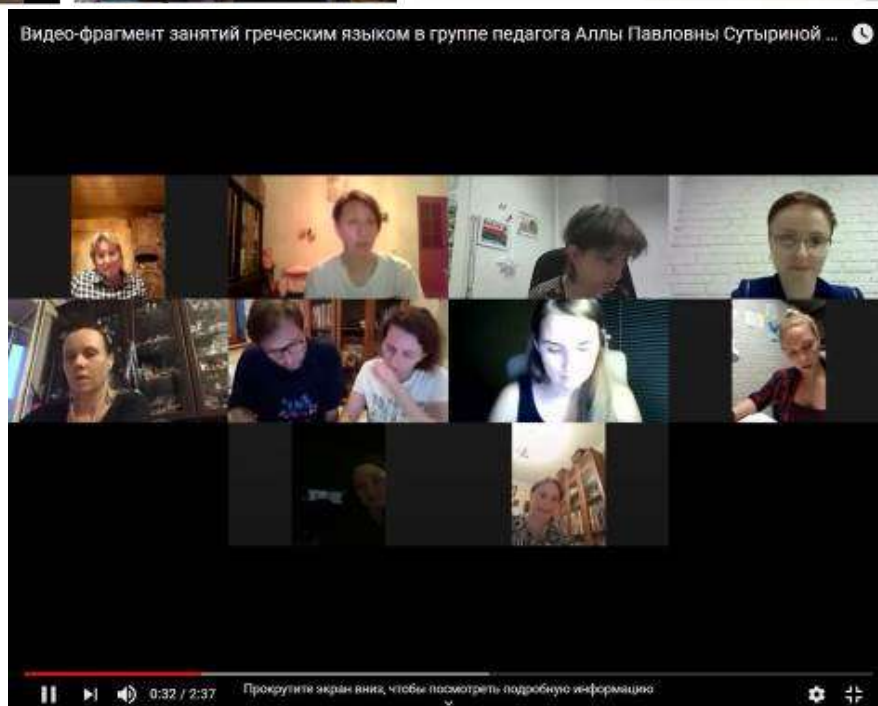 Видео-фрагмент занятий греческим языком в группе педагога Аллы Павловны Сутыриной ...
0:32 / 2:37
Прокрутите экран вниз, чтобы посмотреть подробную информацию